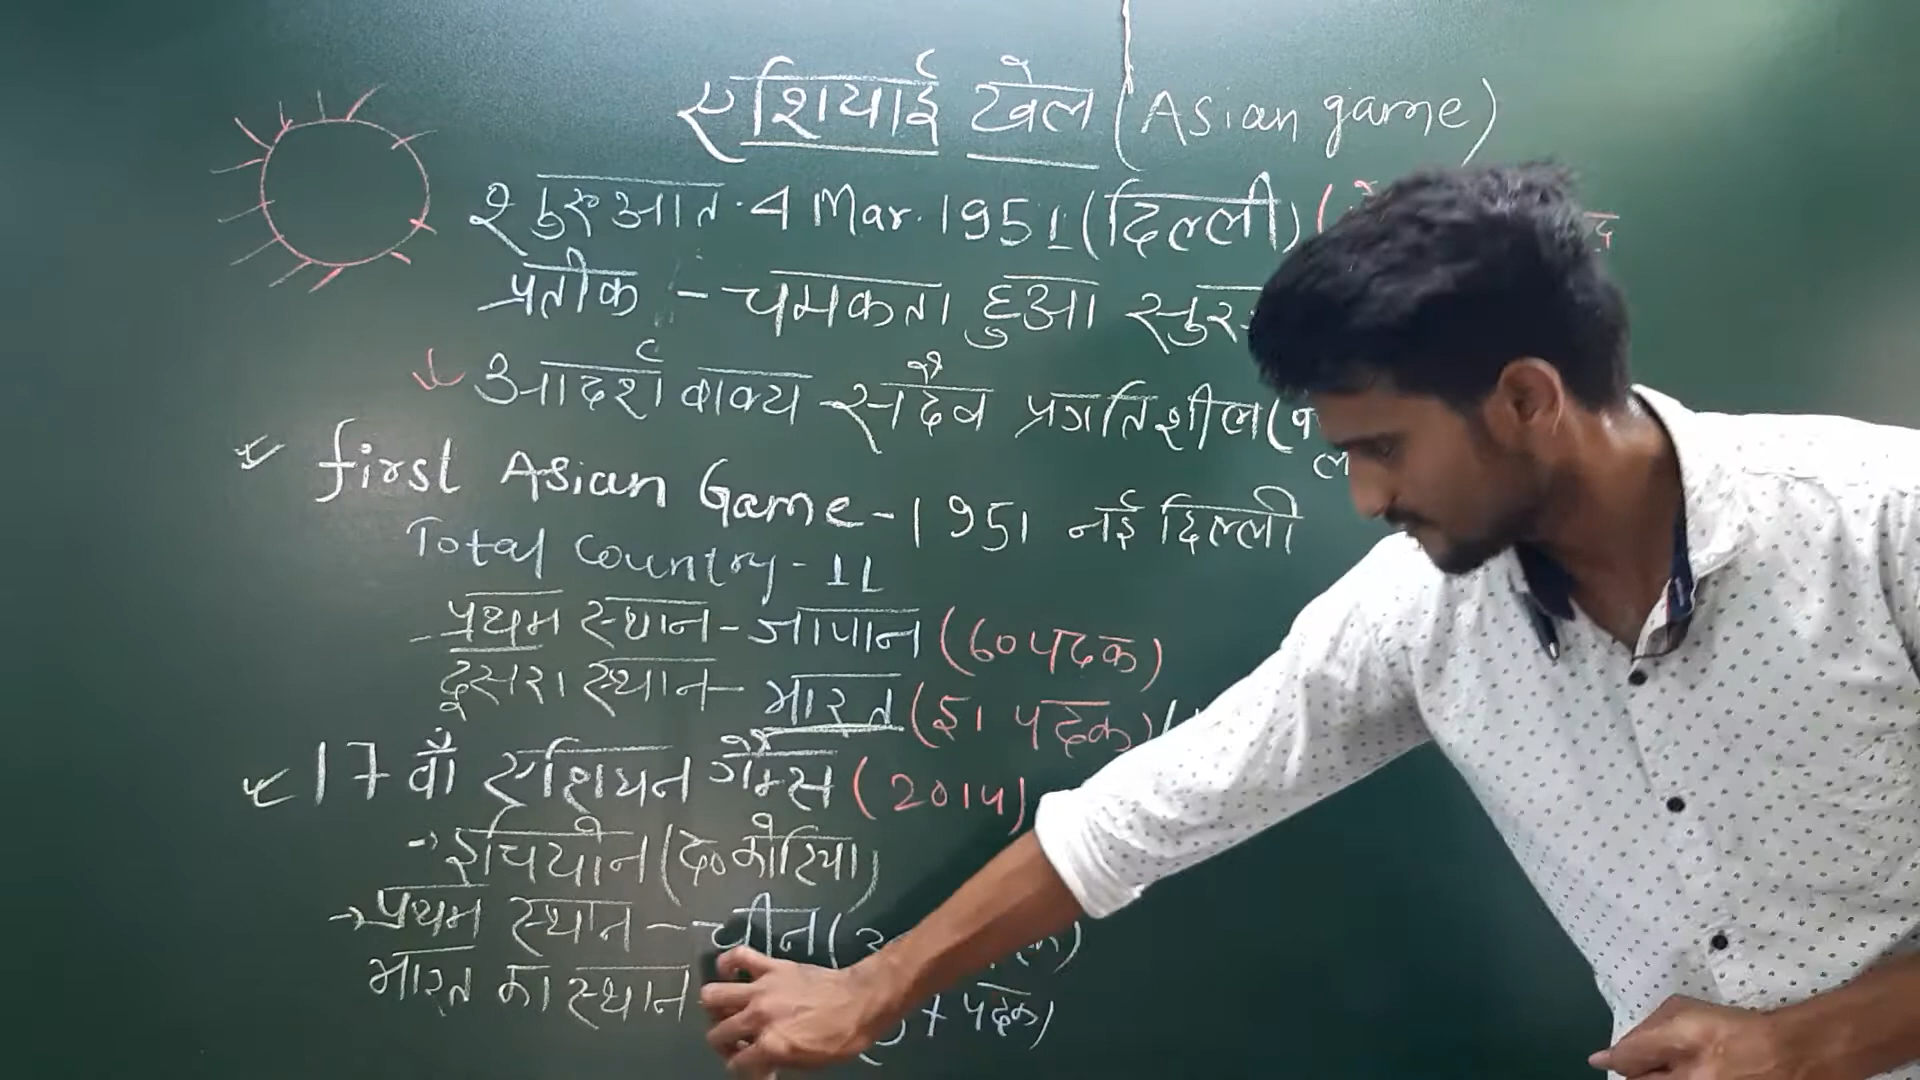 एशियाई खेल (Asian game)
शुरूआत · 4 Mar. 1951 (दिल्ली)
प्रतीक - चमकता हुआ
आदर्श वाक्य - सदैव प्रगतिशील (
first Asian Game - 1951 नई दिल्ली
Total Country - 11
प्रथम स्थान - जापान (60 पदक)
दूसरा स्थान - भारत (51 पदक)
17 वाँ एशियन गेम्स (2014)
→ इंचियोन (द० कोरिया)
→ प्रथम स्थान - चीन (
भारत का स्थान पदक)